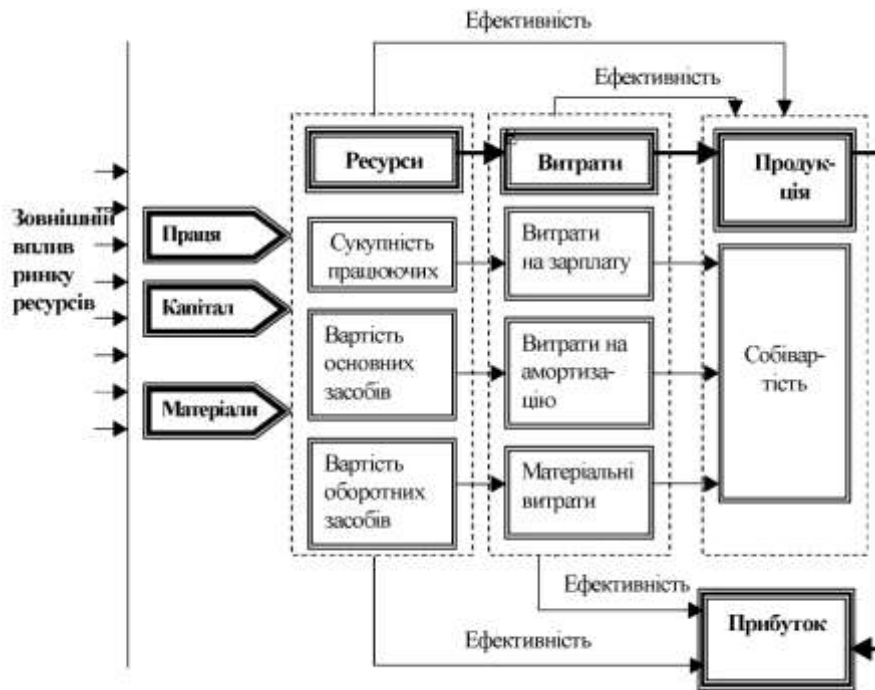 Ефективність
Ефективність
Ресурси
Витрати
Продук-
ція
Зовнішній
вплив
ринку
ресурсів
Праця
Капітал
Матеріали
Сукупність
працюючих
Витрати
на зарплату
Вартість
основних
засобів
Витрати на
амортиза-
цію
Собівар-
тість
Вартість
оборотних
засобів
Матеріальні
витрати
Ефективність
Ефективність
Прибуток